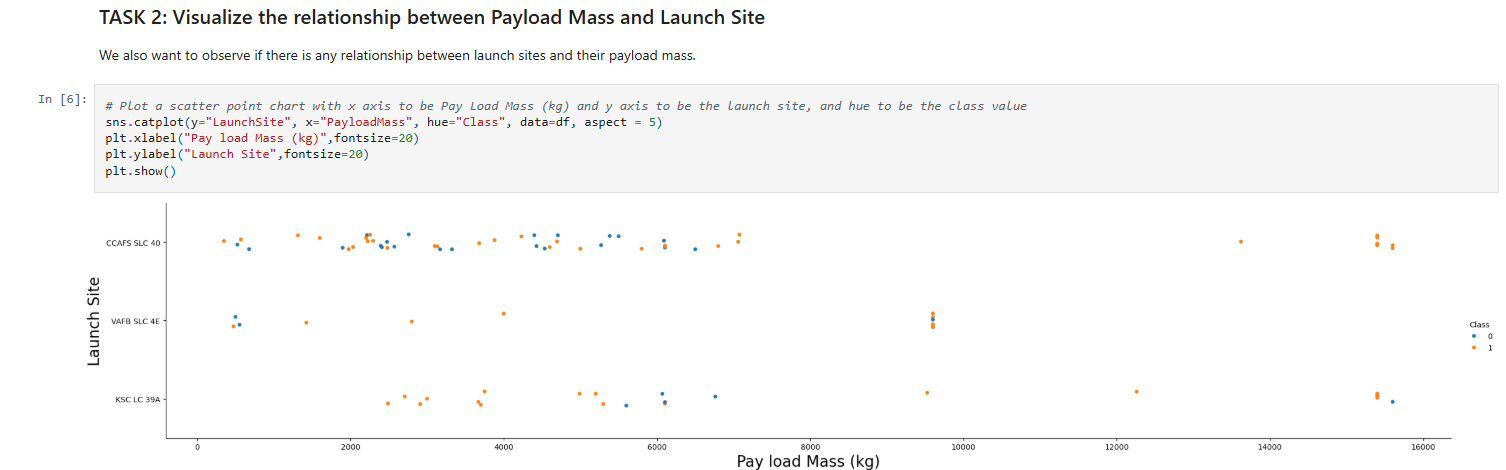 TASK 2: Visualize the relationship between Payload Mass and Launch Site
We also want to observe if there is any relationship between launch sites and their payload mass.
In [6]:
# Plot a scatter point chart with x axis to be Pay Load Mass (kg) and y axis to be the launch site, and hue to be the class value
sns.catplot(y="LaunchSite", x="PayloadMass", hue="Class", data=df, aspect = 5)
plt.xlabel("Pay load Mass (kg)",fontsize=20)
plt.ylabel("Launch Site",fontsize=20)
plt.show()
Launch Site
CCAFS SLC 40
VAFB SLC 4E
KSC LC 39A
Class
0
1
0 2000 4000 6000 8000 10000 12000 14000 16000
Pay load Mass (kg)